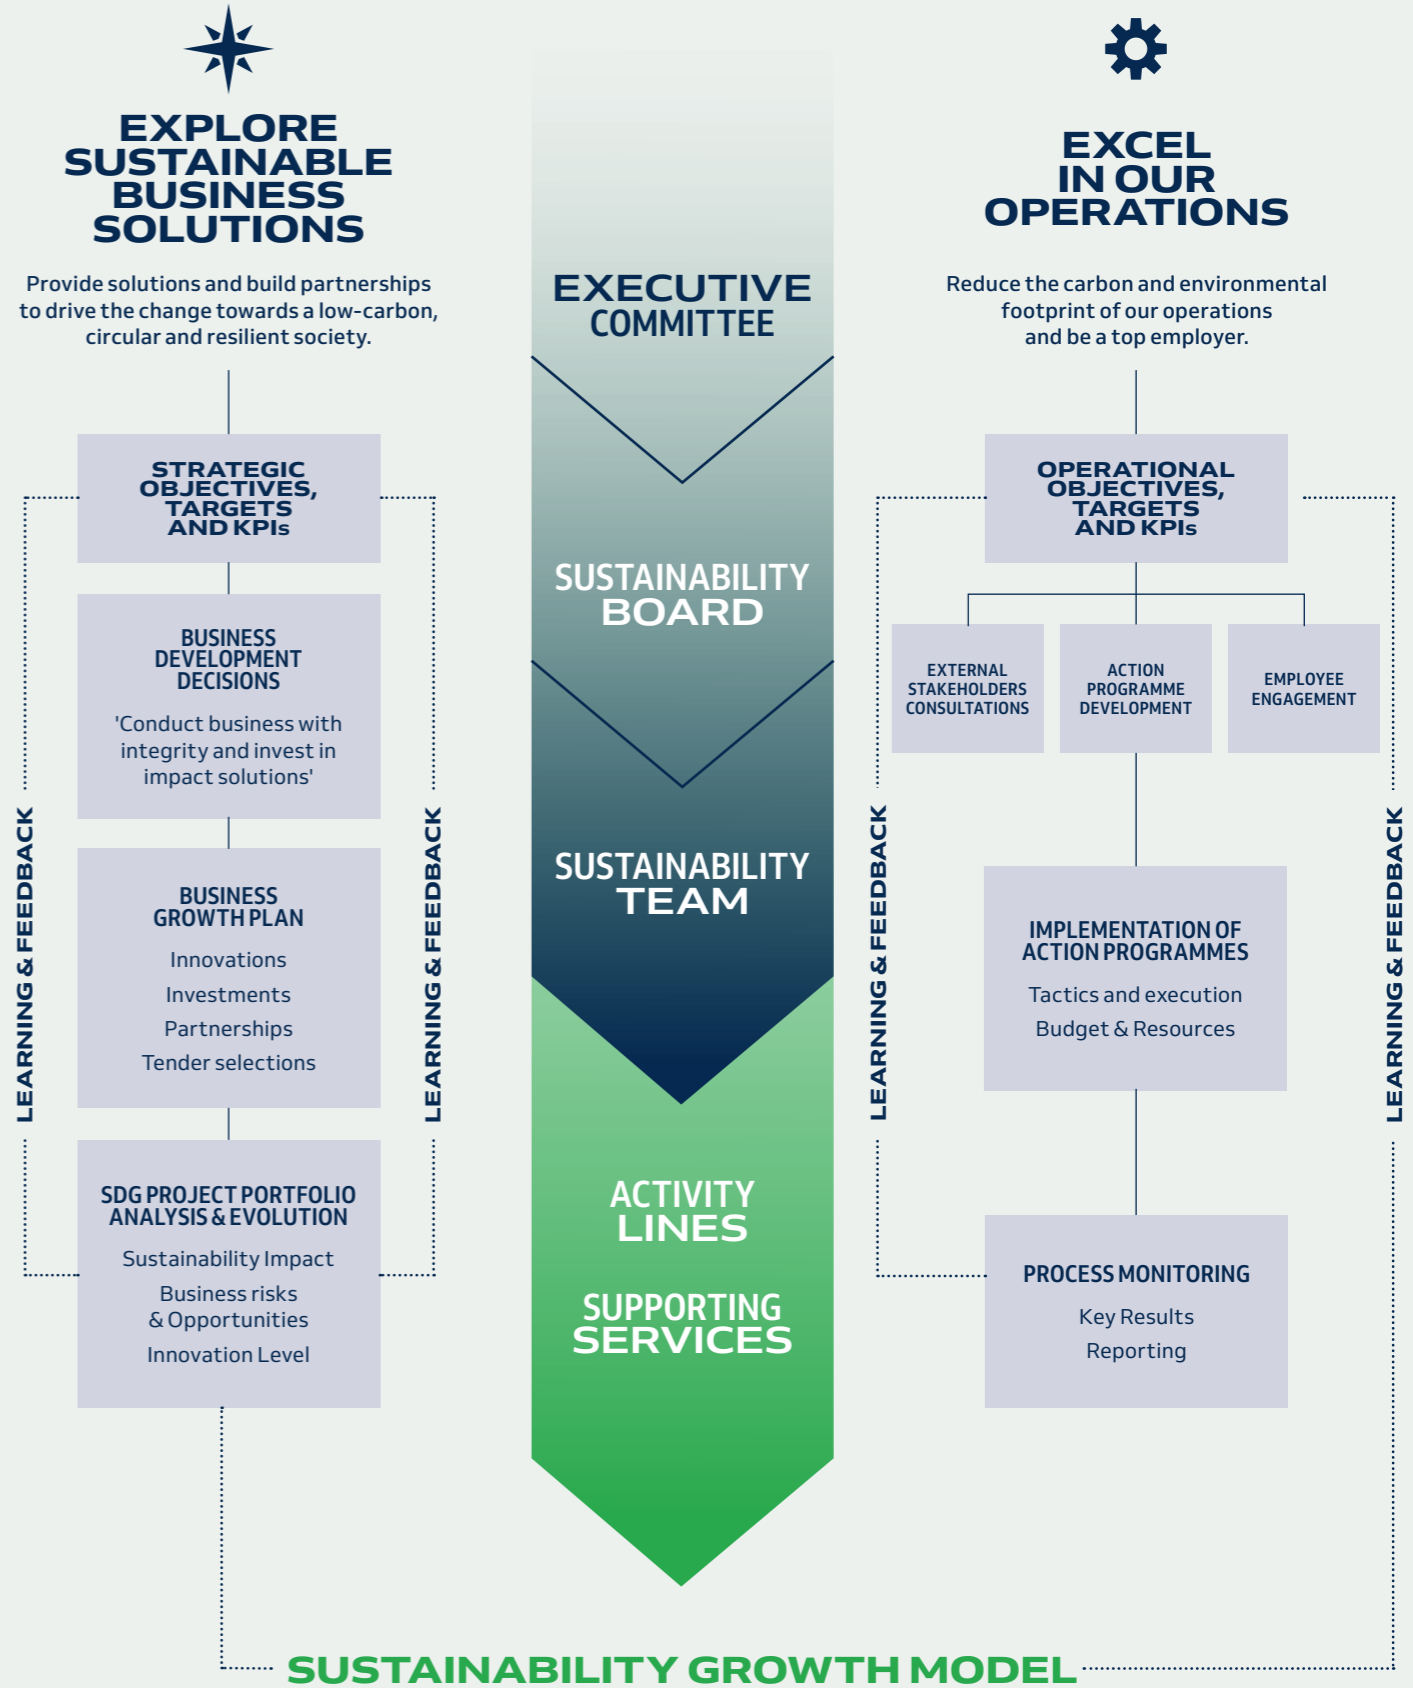 EXPLORE
SUSTAINABLE
BUSINESS
SOLUTIONS
Provide solutions and build partnerships
to drive the change towards a low-carbon,
circular and resilient society.
STRATEGIC
OBJECTIVES,
TARGETS
AND KPIs
BUSINESS
DEVELOPMENT
DECISIONS
'Conduct business with
integrity and invest in
impact solutions'
BUSINESS
GROWTH PLAN
Innovations
Investments
Partnerships
Tender selections
SDG PROJECT PORTFOLIO
ANALYSIS & EVOLUTION
Sustainability Impact
Business risks
& Opportunities
Innovation Level
LEARNING & FEEDBACK
LEARNING & FEEDBACK
EXECUTIVE
COMMITTEE
SUSTAINABILITY
BOARD
SUSTAINABILITY
TEAM
ACTIVITY
LINES
SUPPORTING
SERVICES
EXCEL
IN OUR
OPERATIONS
Reduce the carbon and environmental
footprint of our operations
and be a top employer.
OPERATIONAL
OBJECTIVES,
TARGETS
AND KPIs
EXTERNAL
STAKEHOLDERS
CONSULTATIONS
ACTION
PROGRAMME
DEVELOPMENT
EMPLOYEE
ENGAGEMENT
IMPLEMENTATION OF
ACTION PROGRAMMES
Tactics and execution
Budget & Resources
PROCESS MONITORING
Key Results
Reporting
LEARNING & FEEDBACK
LEARNING & FEEDBACK
SUSTAINABILITY GROWTH MODEL